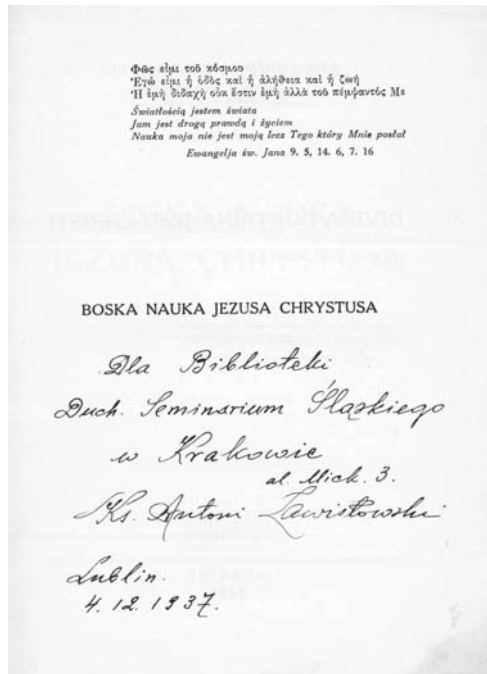 Φῶς εἰμι τοῦ κόσμου
Ἐγώ εἰμι ἡ ὁδὸς καὶ ἡ ἀλήθεια καὶ ἡ ζωή
Ἡ ἐμὴ διδαχὴ οὐκ ἔστιν ἐμὴ ἀλλὰ τοῦ πέμψαντός Με
Światłością jestem świata
Jam jest drogą prawdą i życiem
Nauka moja nie jest moją lecz Tego który Mnie posłał
Ewangelja św. Jana 9. 5, 14. 6, 7. 16
BOSKA NAUKA JEZUSA CHRYSTUSA
Dla Biblioteki
Duch. Seminarium Śląskiego
w Krakowie
al. Mick. 3.
Ks. Antoni Zawistowski
Lublin.
4. 12. 1937.